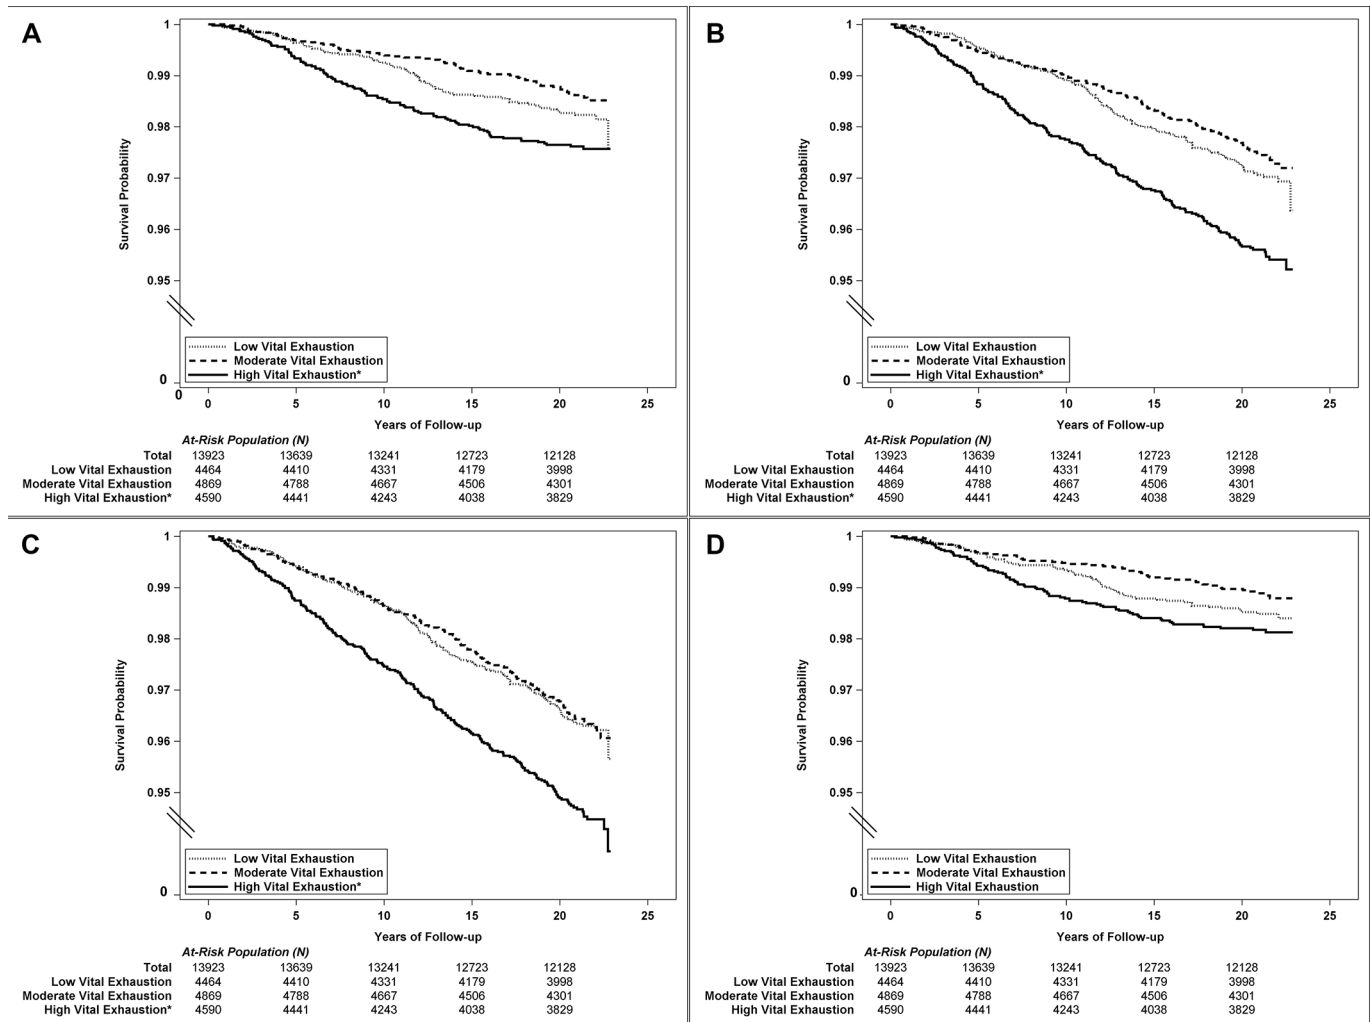 A
1
0.99
0.98
0.97
0.96
0.95
0
0
Survival Probability
Low Vital Exhaustion
Moderate Vital Exhaustion
High Vital Exhaustion*
0 5 10 15 20 25
Years of Follow-up
At-Risk Population (N)
Total 13923 13639 13241 12723 12128
Low Vital Exhaustion 4464 4410 4331 4179 3998
Moderate Vital Exhaustion 4869 4788 4667 4506 4301
High Vital Exhaustion* 4590 4441 4243 4038 3829
B
1
0.99
0.98
0.97
0.96
0.95
0
Survival Probability
Low Vital Exhaustion
Moderate Vital Exhaustion
High Vital Exhaustion*
0 5 10 15 20 25
Years of Follow-up
At-Risk Population (N)
Total 13923 13639 13241 12723 12128
Low Vital Exhaustion 4464 4410 4331 4179 3998
Moderate Vital Exhaustion 4869 4788 4667 4506 4301
High Vital Exhaustion* 4590 4441 4243 4038 3829
C
1
0.99
0.98
0.97
0.96
0.95
0
Survival Probability
Low Vital Exhaustion
Moderate Vital Exhaustion
High Vital Exhaustion*
0 5 10 15 20 25
Years of Follow-up
At-Risk Population (N)
Total 13923 13639 13241 12723 12128
Low Vital Exhaustion 4464 4410 4331 4179 3998
Moderate Vital Exhaustion 4869 4788 4667 4506 4301
High Vital Exhaustion* 4590 4441 4243 4038 3829
D
1
0.99
0.98
0.97
0.96
0.95
0
Survival Probability
Low Vital Exhaustion
Moderate Vital Exhaustion
High Vital Exhaustion
0 5 10 15 20 25
Years of Follow-up
At-Risk Population (N)
Total 13923 13639 13241 12723 12128
Low Vital Exhaustion 4464 4410 4331 4179 3998
Moderate Vital Exhaustion 4869 4788 4667 4506 4301
High Vital Exhaustion 4590 4441 4243 4038 3829